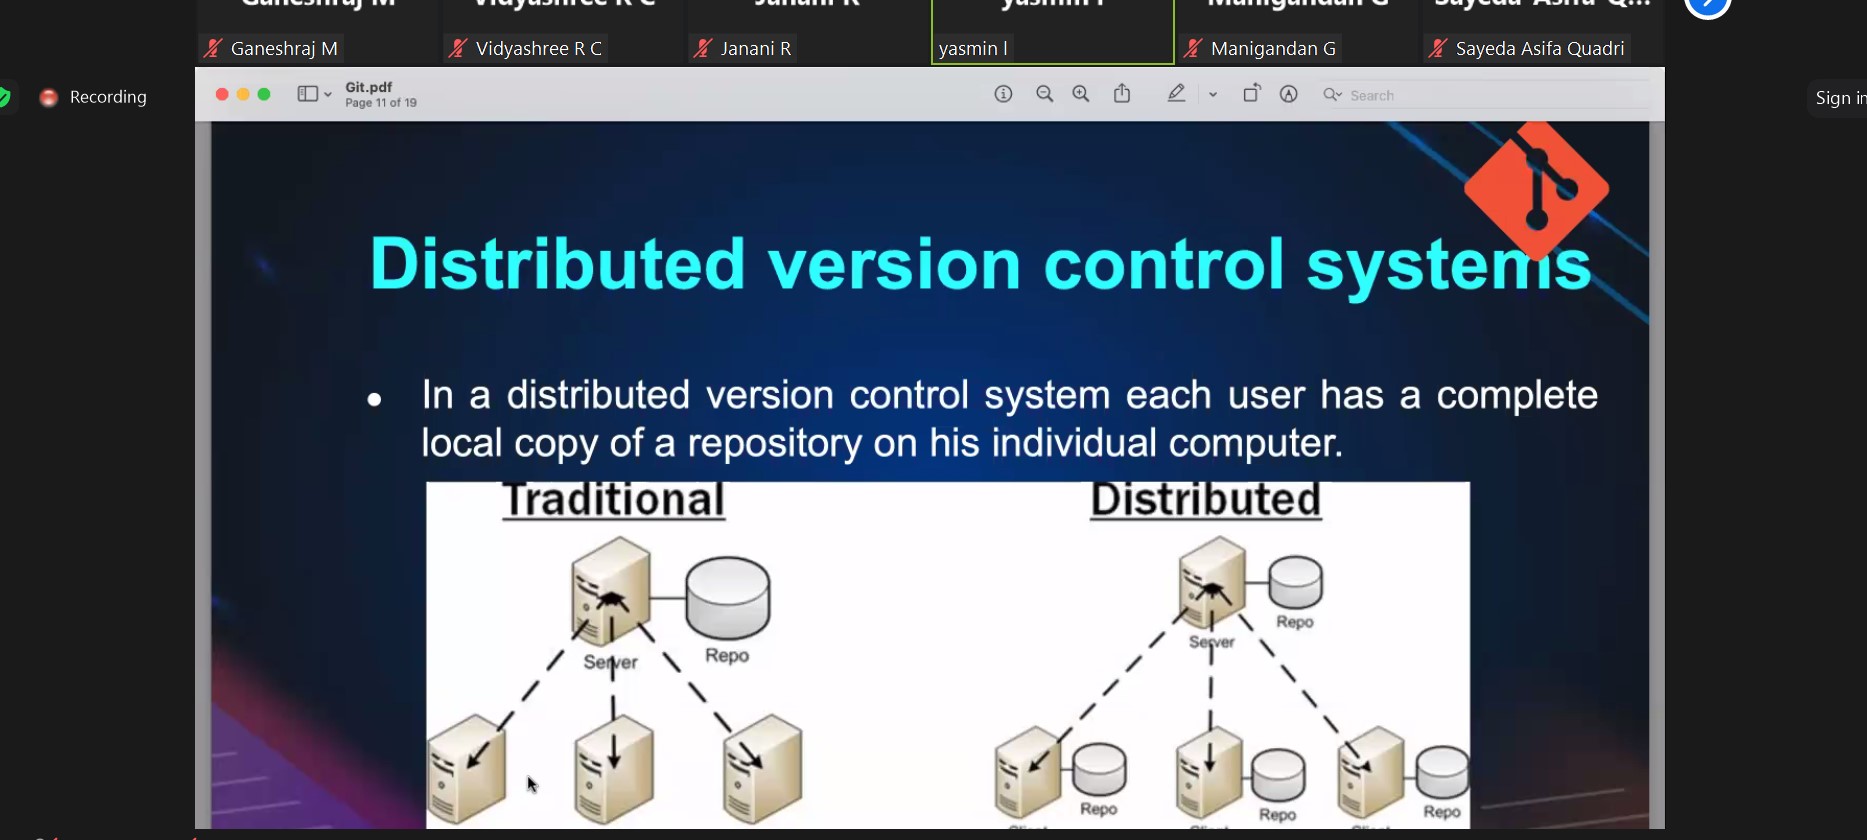 Ganeshraj M
Vidyashree R C
Janani R
yasmin I
Manigandan G
Sayeda Asifa Q...
Ganeshraj M
Vidyashree R C
Janani R
yasmin l
Manigandan G
Sayeda Asifa Quadri
Recording
Git.pdf
Page 11 of 19
Search
Sign in
Distributed version control systems
• In a distributed version control system each user has a complete
local copy of a repository on his individual computer.
Traditional
Distributed
Server
Repo
Server
Repo
Repo
Repo
Repo